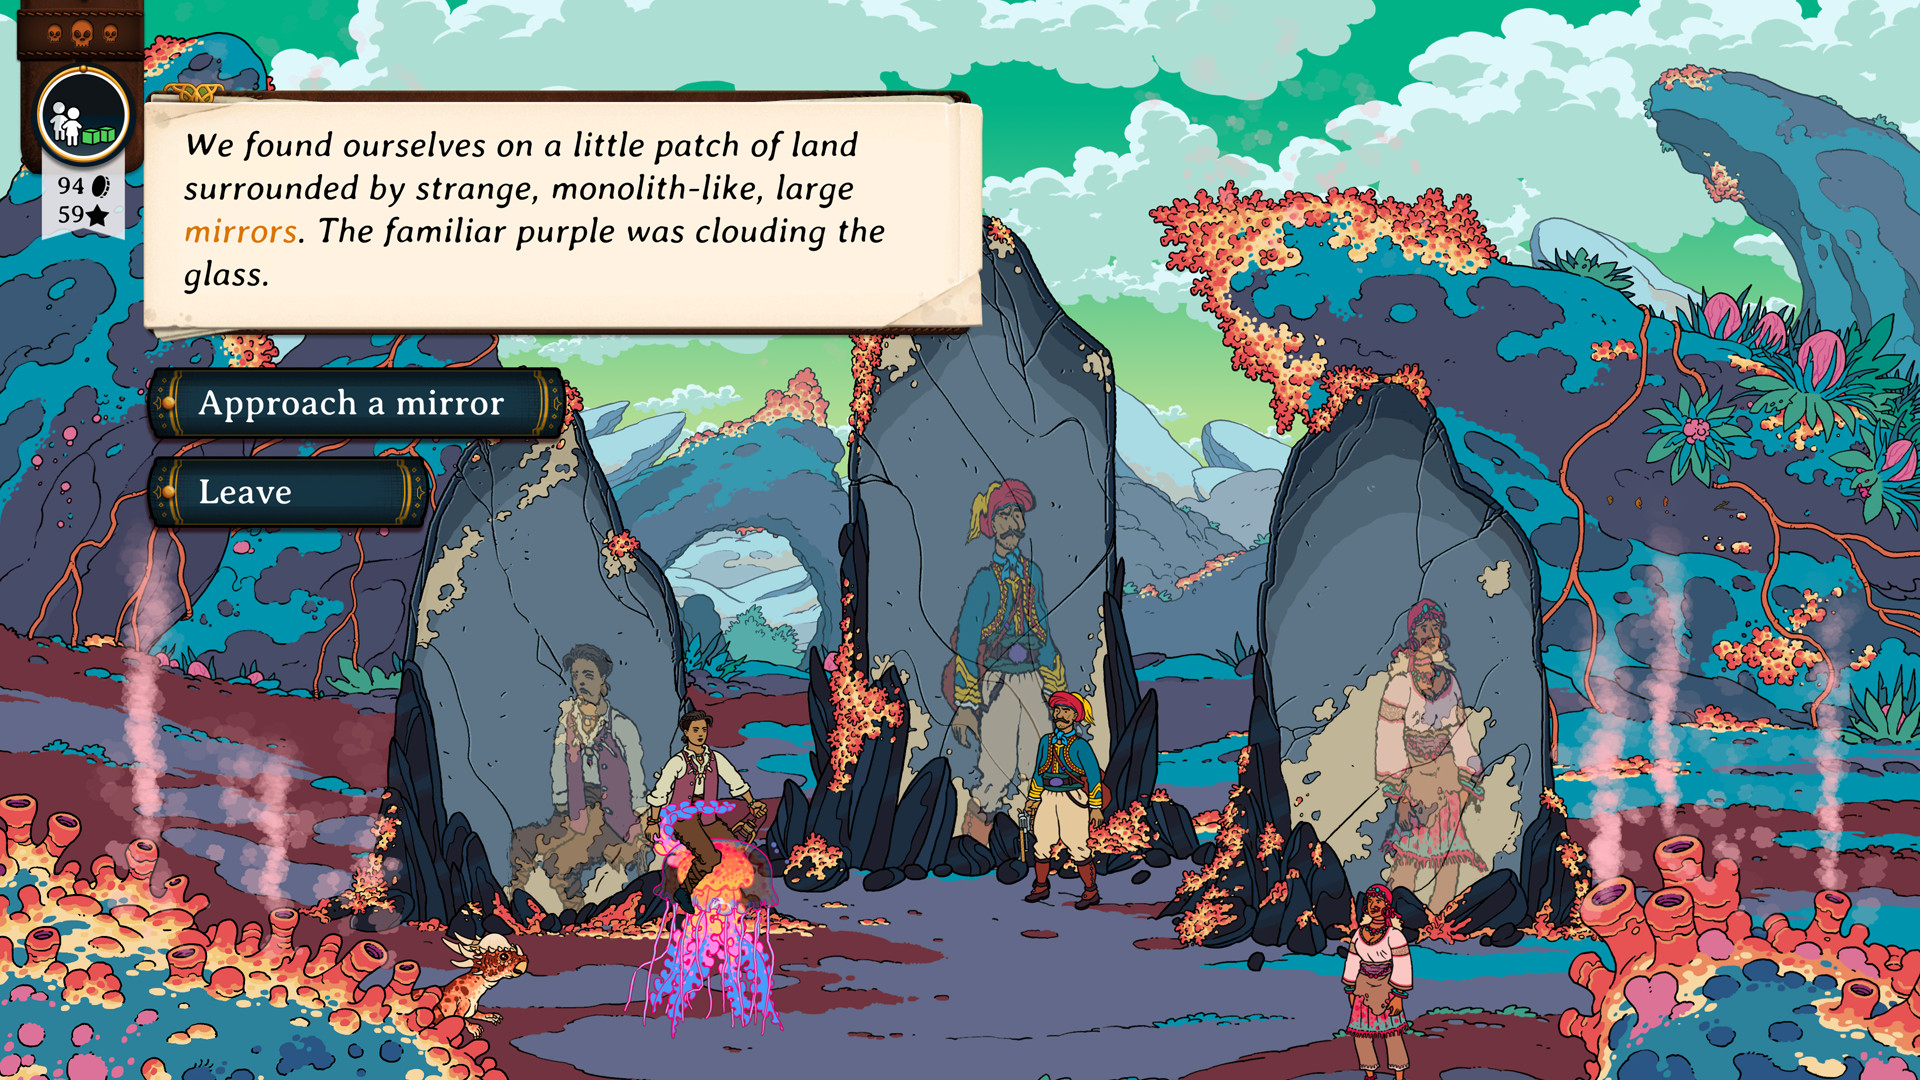 94
59
We found ourselves on a little patch of land
surrounded by strange, monolith-like, large
mirrors. The familiar purple was clouding the
glass.
Approach a mirror
Leave